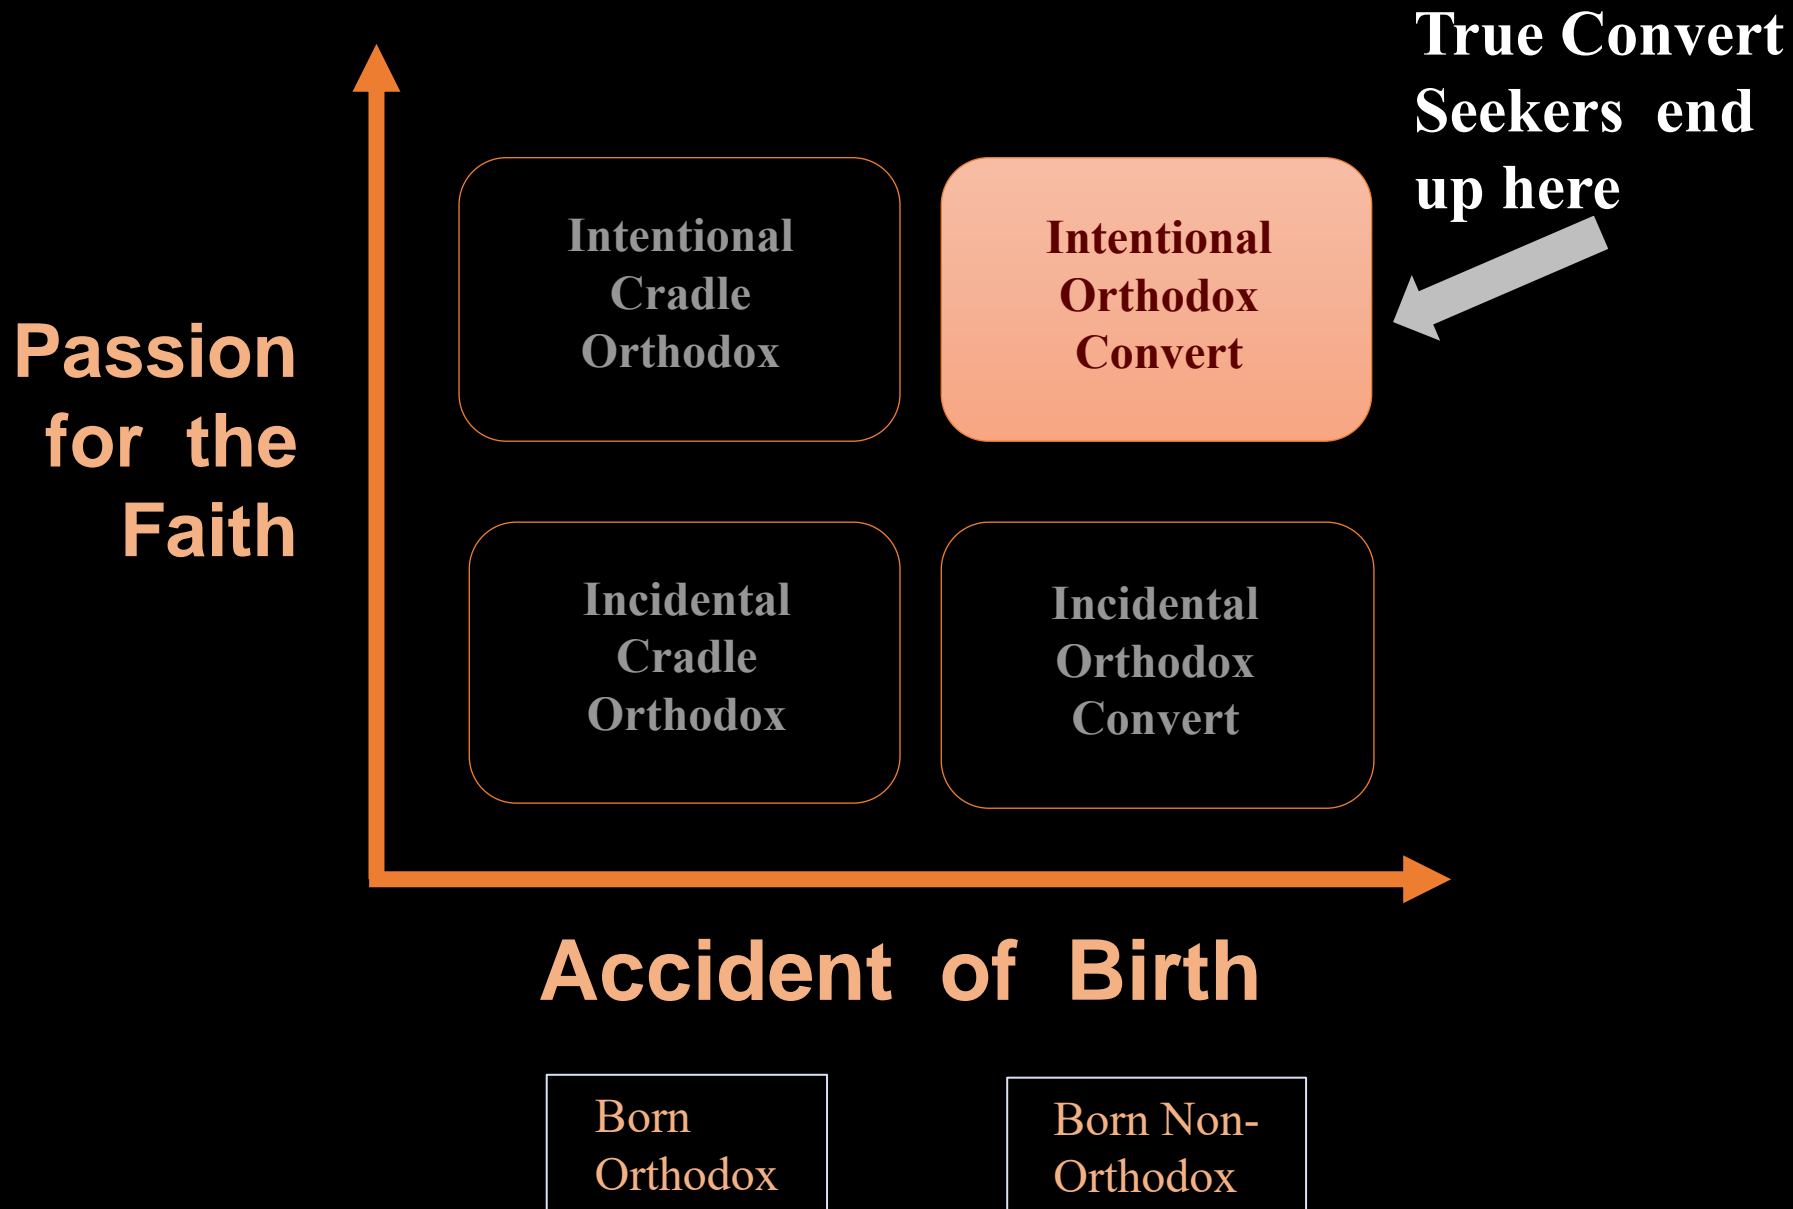 True Convert
Seekers end
up here
Intentional
Cradle
Orthodox
Intentional
Orthodox
Convert
Passion
for the
Faith
Incidental
Cradle
Orthodox
Incidental
Orthodox
Convert
Accident of Birth
Born
Orthodox
Born Non-
Orthodox